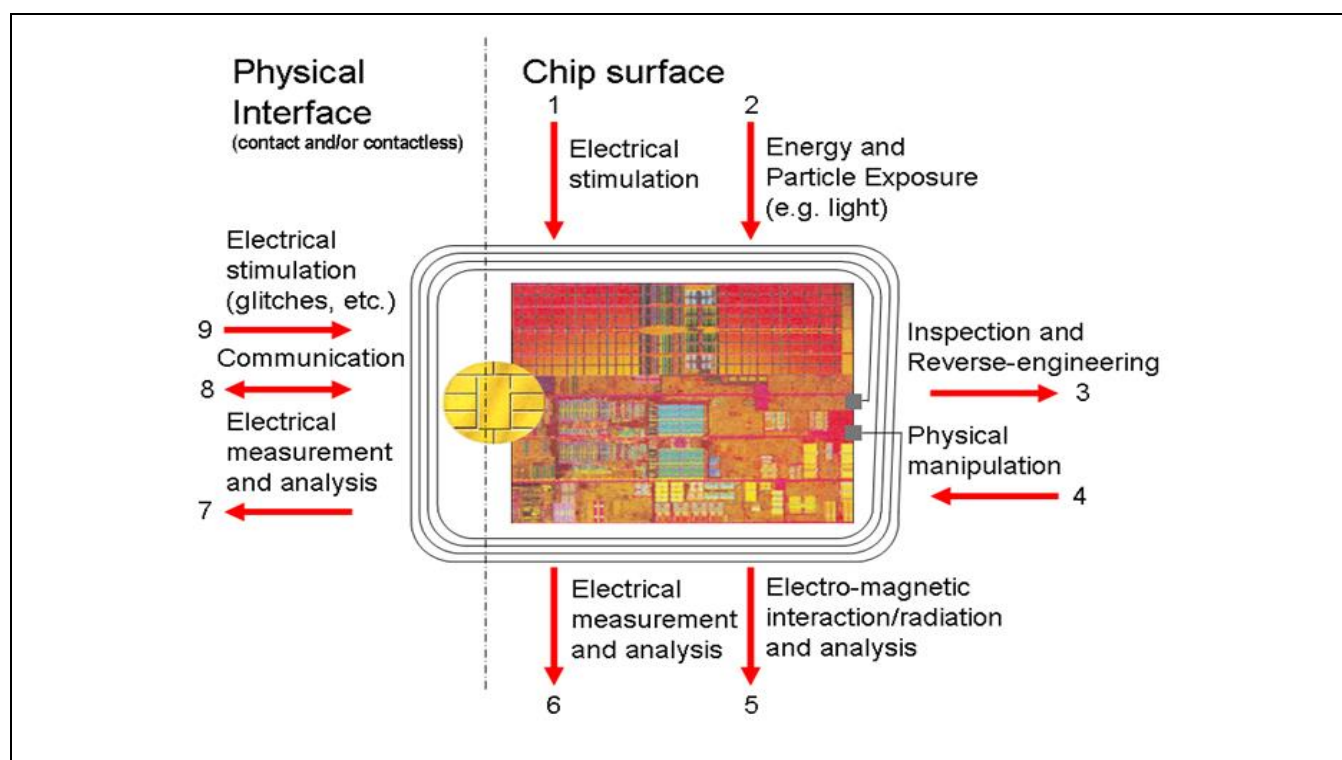 Physical
Interface
(contact and/or contactless)
Chip surface
1
2
Electrical
stimulation
Energy and
Particle Exposure
(e.g. light)
Electrical
stimulation
(glitches, etc.)
9
Communication
8
Electrical
measurement
and analysis
7
Inspection and
Reverse-engineering
3
Physical
manipulation
4
Electrical
measurement
and analysis
6
Electro-magnetic
interaction/radiation
and analysis
5